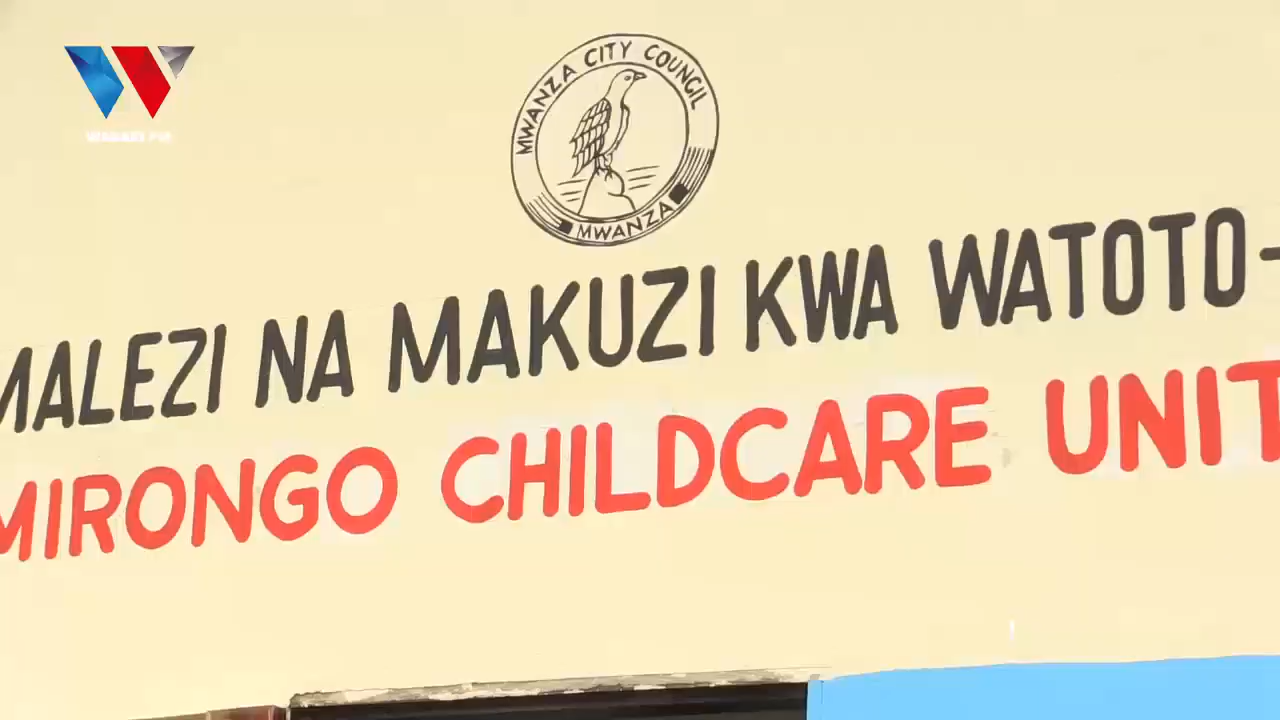 MWANZA CITY COUNCIL
MWANZA
MALEZI NA MAKUZI KWA WATOTO-
MIRONGO CHILDCARE UNIT